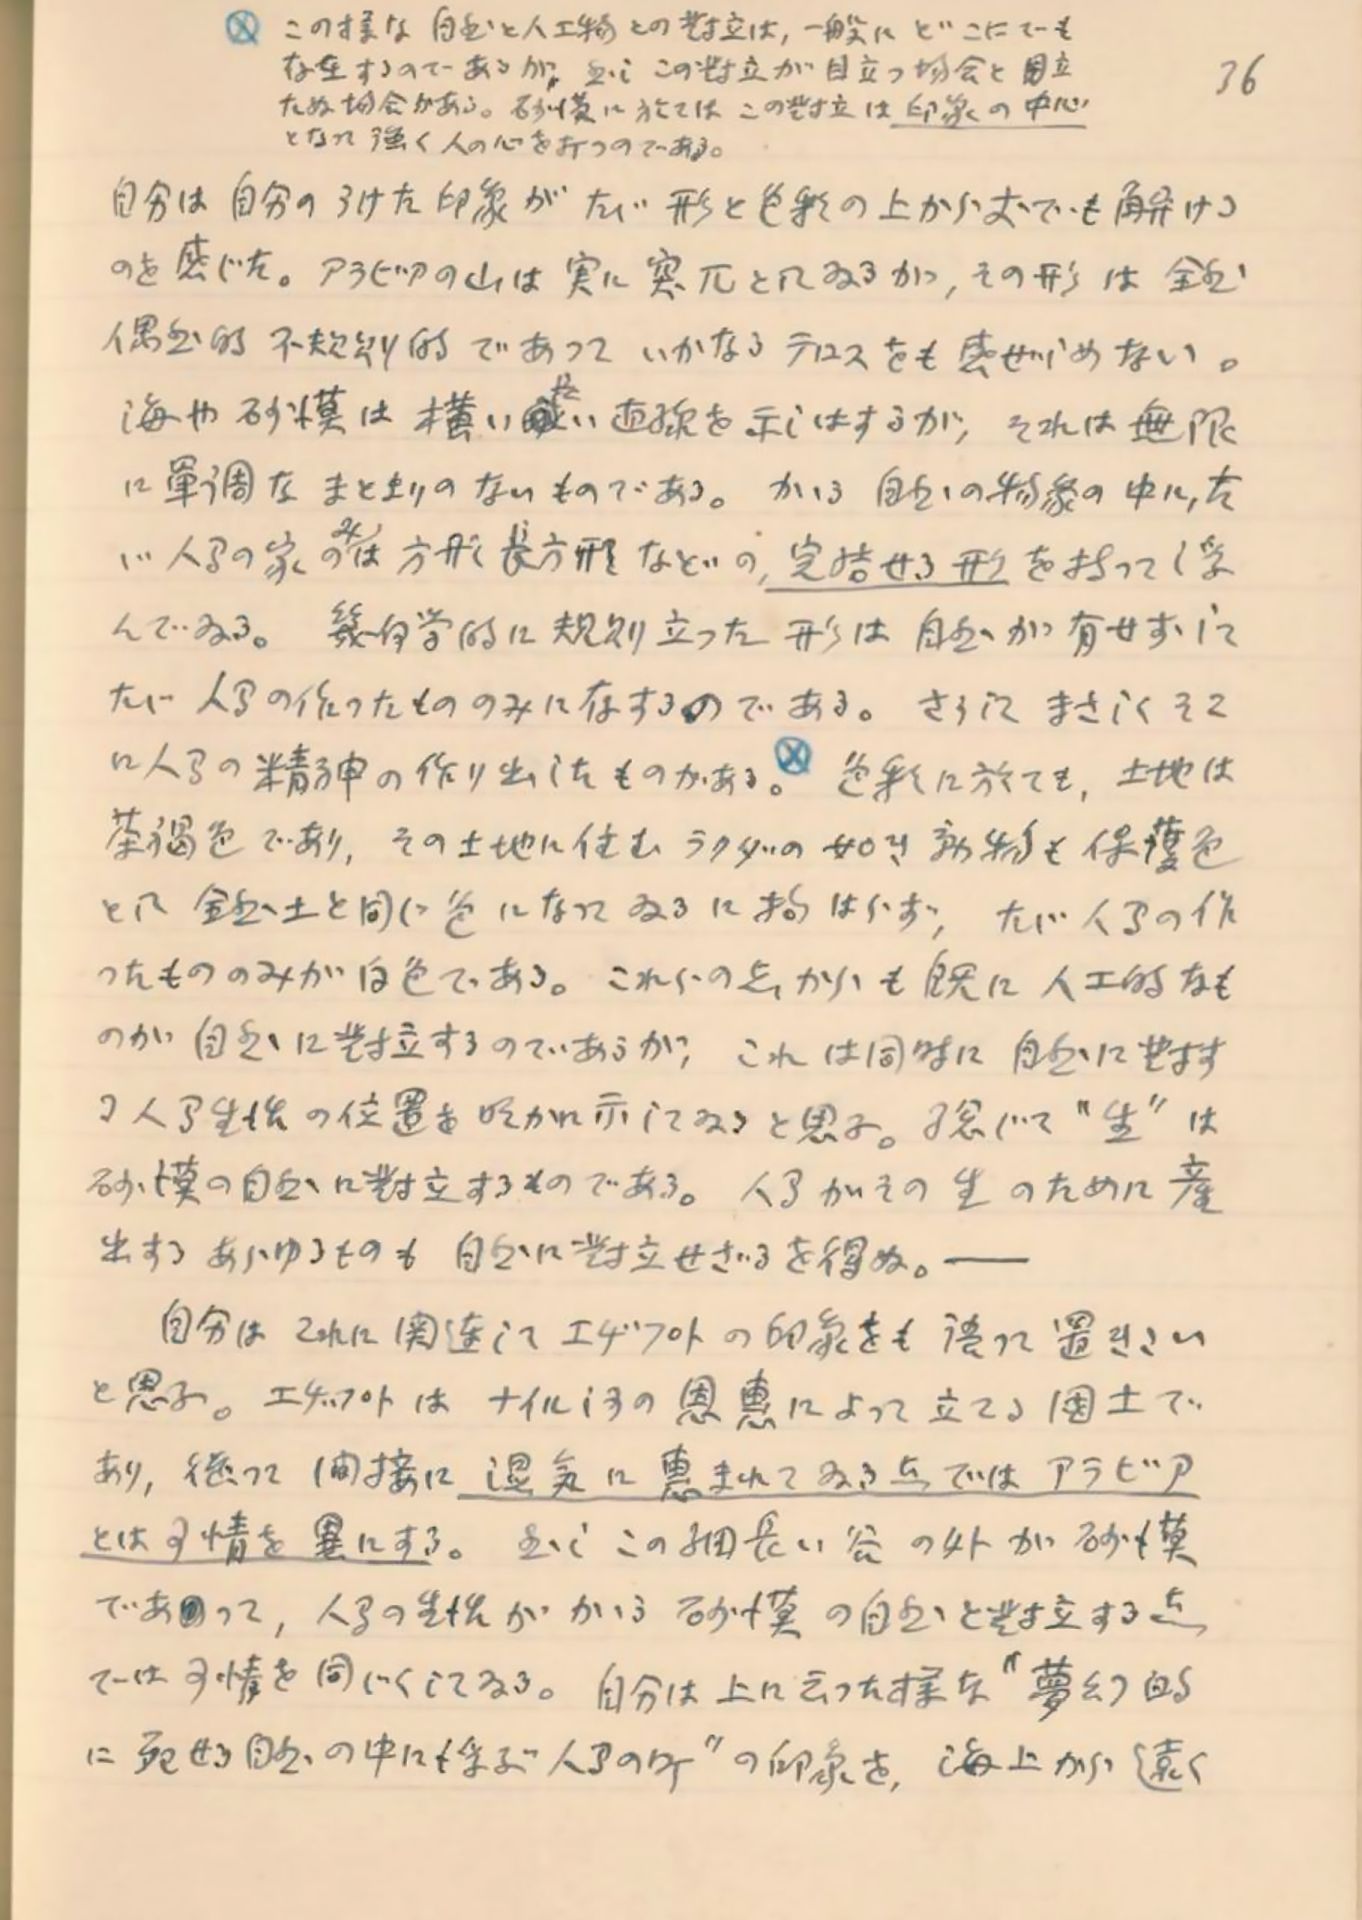 36
⊗ この様な自然と人工物との對立は，一般にどこにでも
存在するのであるが，然しこの對立が目立つ場合と目立
たぬ場合がある。砂漠に於てはこの對立は印象の中心
となって強く人の心を打つのである。
自分は自分のうけた印象がたゞ形と色彩の上からまでも解ける
のを感じた。アラビアの山は実に突兀としてゐるが，その形は全然
偶然的不規則的であっていかなるテロスをも感ぜしめない。
海や砂漠は横に長い直線を示しはするが，それは無限
に單調なまとまりのないものである。かゝる自然の物象の中に，た
ゞ人間の家のみは方形長方形などの，完結せる形を持って浮
んでゐる。 幾何学的に規則立った形は自然が有せずして
たゞ人間の作ったもののみに存するのである。さうしてまさしくそこ
に人間の精神の作り出したものがある。⊗ 色彩に於ても，土地は
茶褐色であり，その土地に住むラクダの如き動物も保護色
として全然土と同じ色になってゐるに拘はらず，たゞ人間の作
ったもののみが白色である。これらの点からも既に人工的なも
のが自然に對立するのであるが，これは同時に自然に對す
る人間生活の位置を明かに示してゐると思ふ。總じて“生”は
砂漠の自然に對立するものである。人間がその生のために産
出するあらゆるものも自然に對立せざるを得ぬ。――
自分はこれに関連してエヂプトの印象をも語って置きたい
と思ふ。エヂプトはナイル河の恩恵によって立てる国土で
あり，従って間接に湿気に恵まれてゐる点ではアラビア
とは事情を異にする。然しこの細長い谷の外が砂漠
であって，人間の生活がかゝる砂漠の自然と對立する点
では事情を同じくしてゐる。自分は上に云った様な“夢幻的
に死せる自然の中にも浮ぶ人間の町”の印象を，海上から遠く